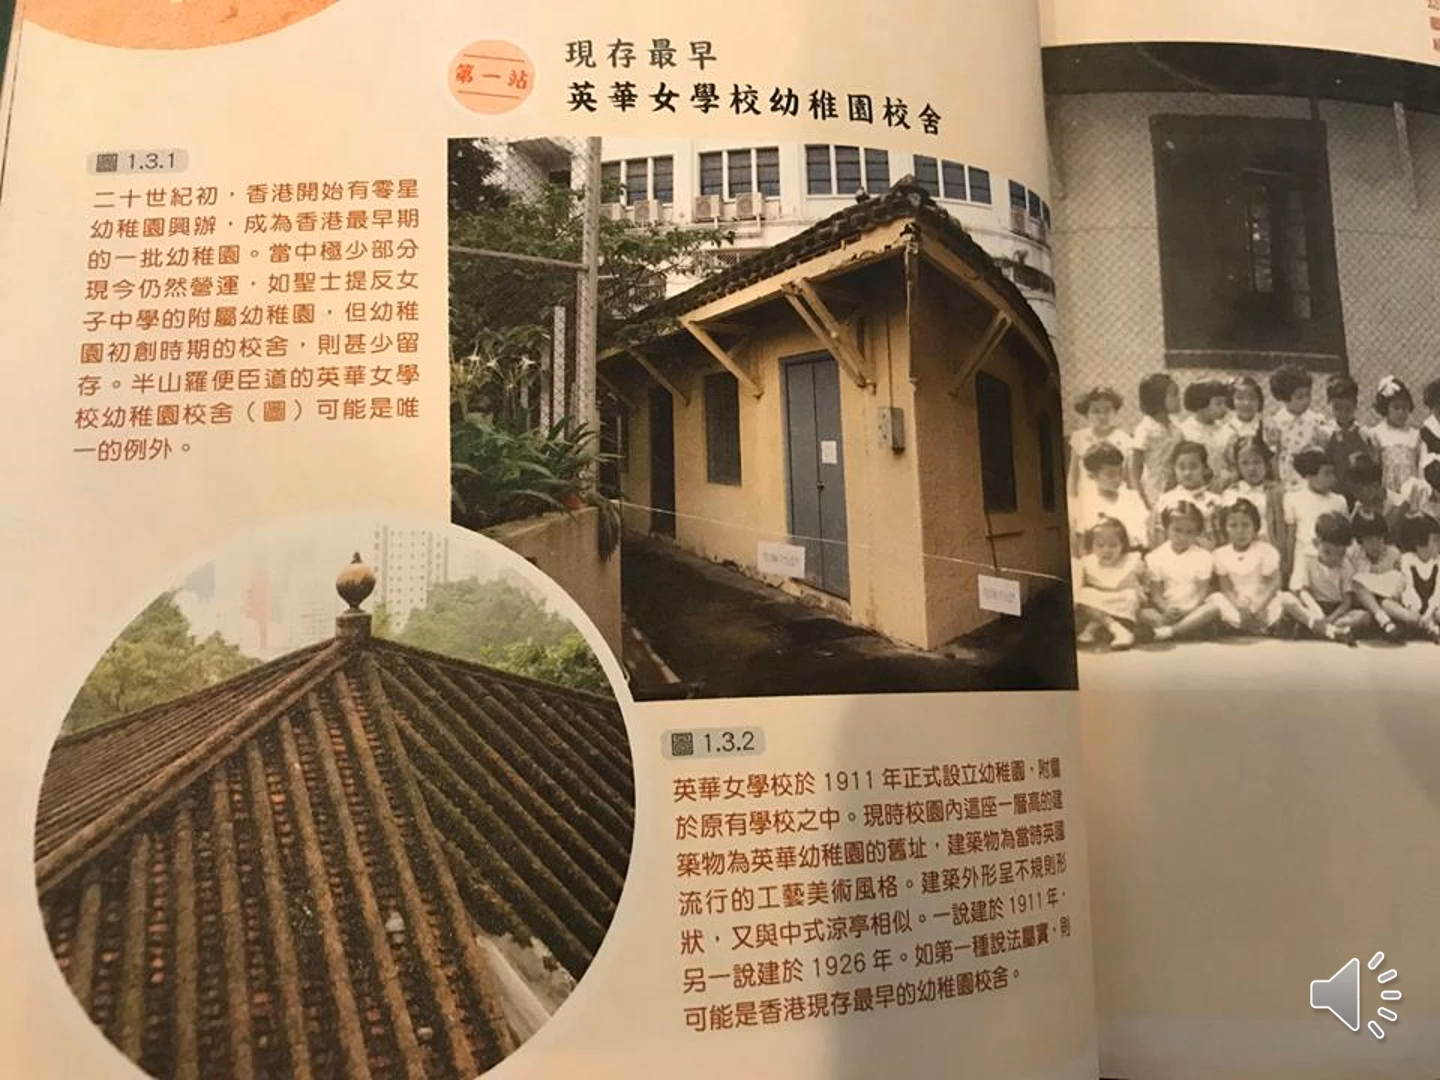 第一站
現存最早
英華女學校幼稚園校舍
圖 1.3.1
二十世紀初，香港開始有零星
幼稚園興辦，成為香港最早期
的一批幼稚園。當中極少部分
現今仍然營運，如聖士提反女
子中學的附屬幼稚園，但幼稚
園初創時期的校舍，則甚少留
存。半山羅便臣道的英華女學
校幼稚園校舍（圖）可能是唯
一的例外。
圖 1.3.2
英華女學校於 1911 年正式設立幼稚園，附屬
於原有學校之中。現時校園內這座一層高的建
築物為英華幼稚園的舊址，建築物為當時英國
流行的工藝美術風格。建築外形呈不規則形
狀，又與中式涼亭相似。一說建於 1911 年，
另一說建於 1926 年。如第一種說法屬實，則
可能是香港現存最早的幼稚園校舍。